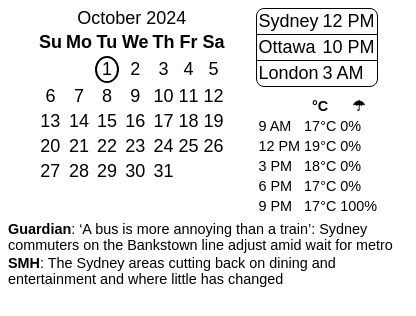 October 2024
Su Mo Tu We Th Fr Sa
1 2 3 4 5
6 7 8 9 10 11 12
13 14 15 16 17 18 19
20 21 22 23 24 25 26
27 28 29 30 31
Sydney 12 PM
Ottawa 10 PM
London 3 AM
°C ☂
9 AM 17°C 0%
12 PM 19°C 0%
3 PM 18°C 0%
6 PM 17°C 0%
9 PM 17°C 100%
Guardian: ‘A bus is more annoying than a train’: Sydney
commuters on the Bankstown line adjust amid wait for metro
SMH: The Sydney areas cutting back on dining and
entertainment and where little has changed